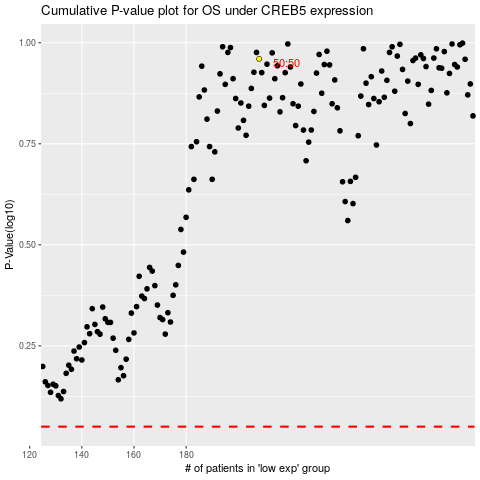 Cumulative P-value plot for OS under CREB5 expression
P-Value(log10)
1.00
0.75
0.50
0.25
50:50
120 140 160 180
# of patients in 'low exp' group